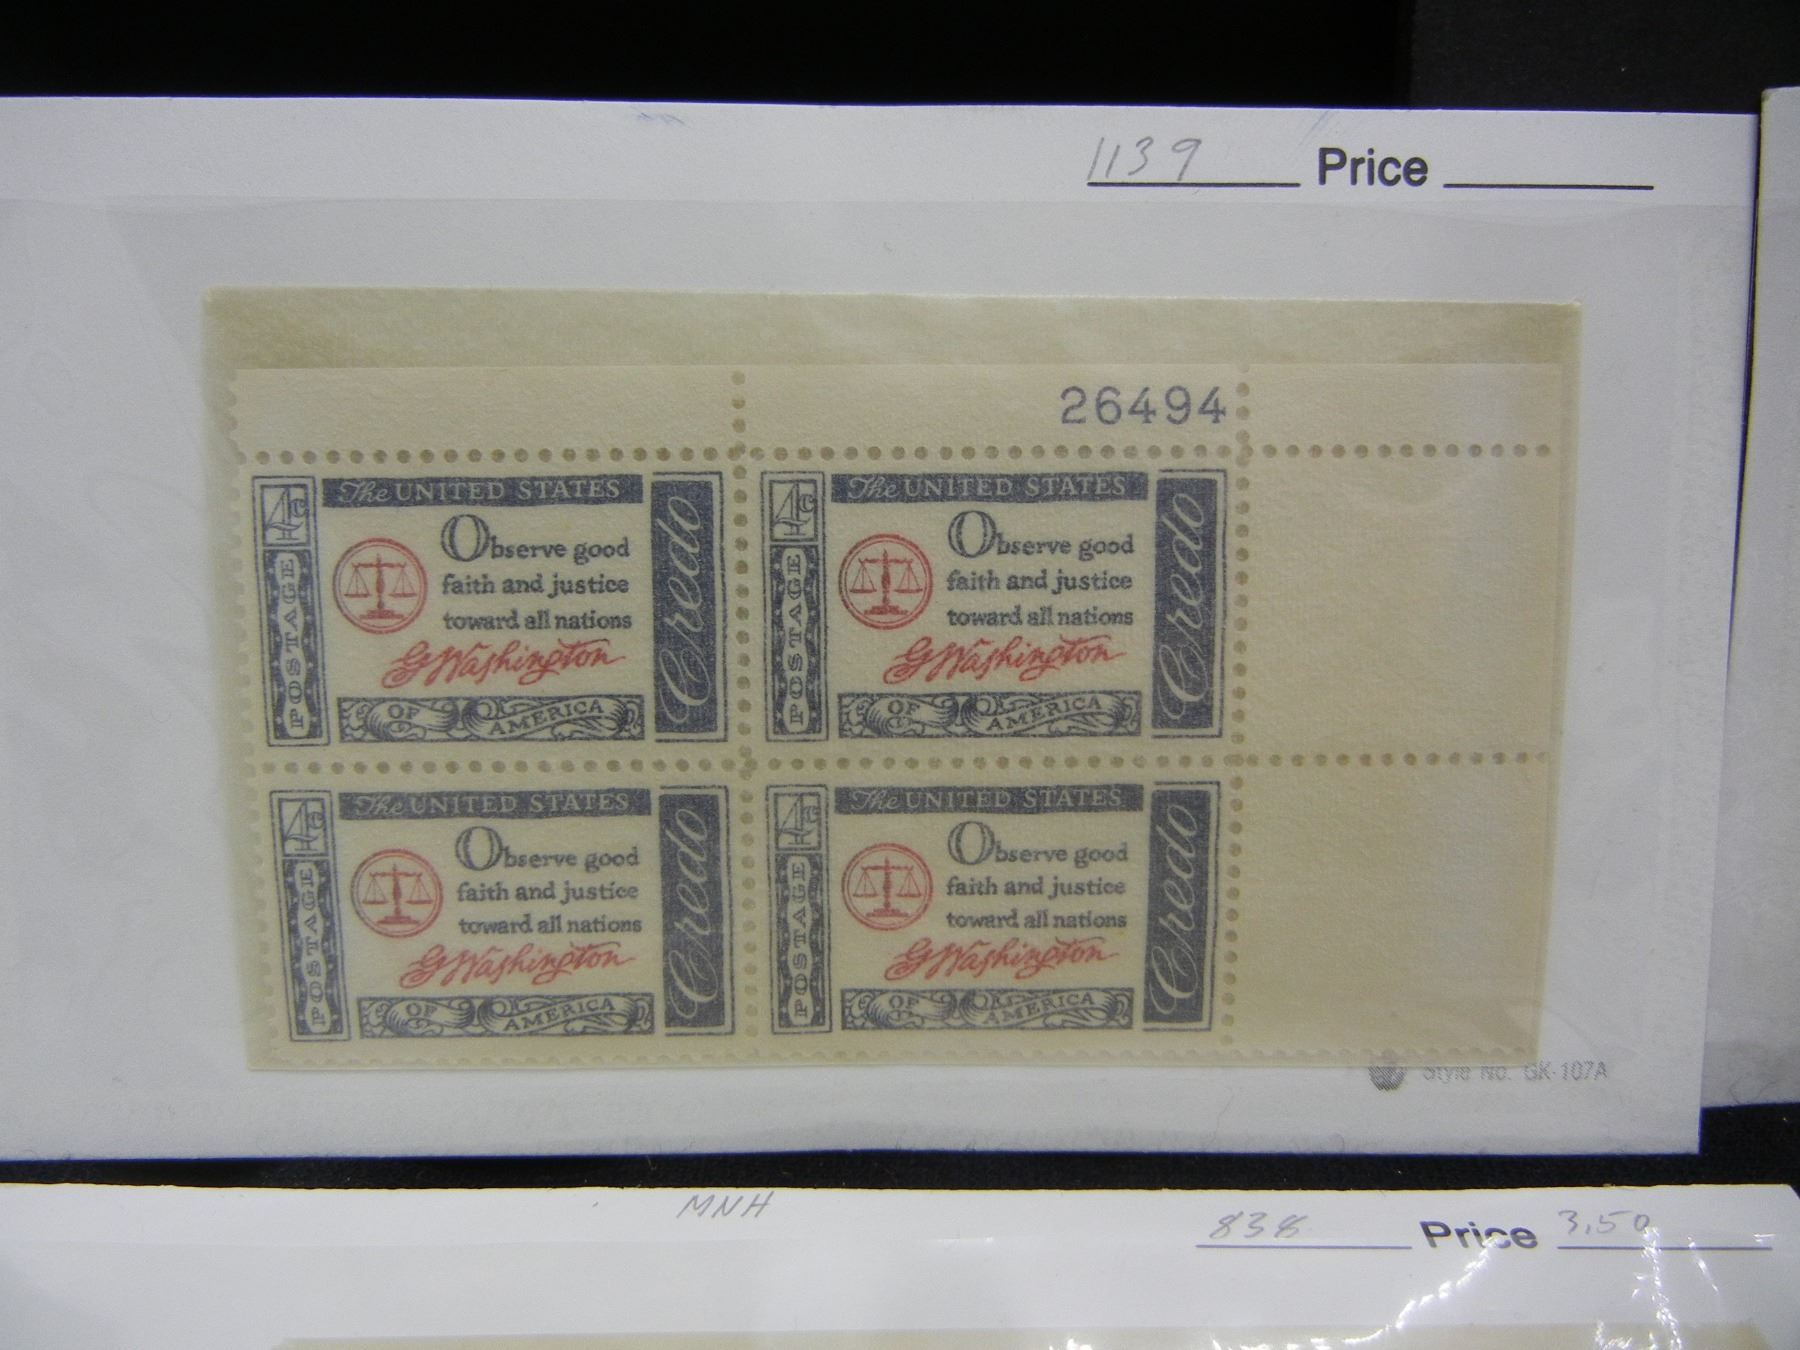 1139 Price
26494
4c The UNITED STATES
POSTAGE
Observe good
faith and justice
toward all nations
G Washington
OF AMERICA
Credo
4c The UNITED STATES
POSTAGE
Observe good
faith and justice
toward all nations
G Washington
OF AMERICA
Credo
4c The UNITED STATES
POSTAGE
Observe good
faith and justice
toward all nations
G Washington
OF AMERICA
Credo
4c The UNITED STATES
POSTAGE
Observe good
faith and justice
toward all nations
G Washington
OF AMERICA
Credo
Style No. GK-107A
MNH
838 Price 3.50